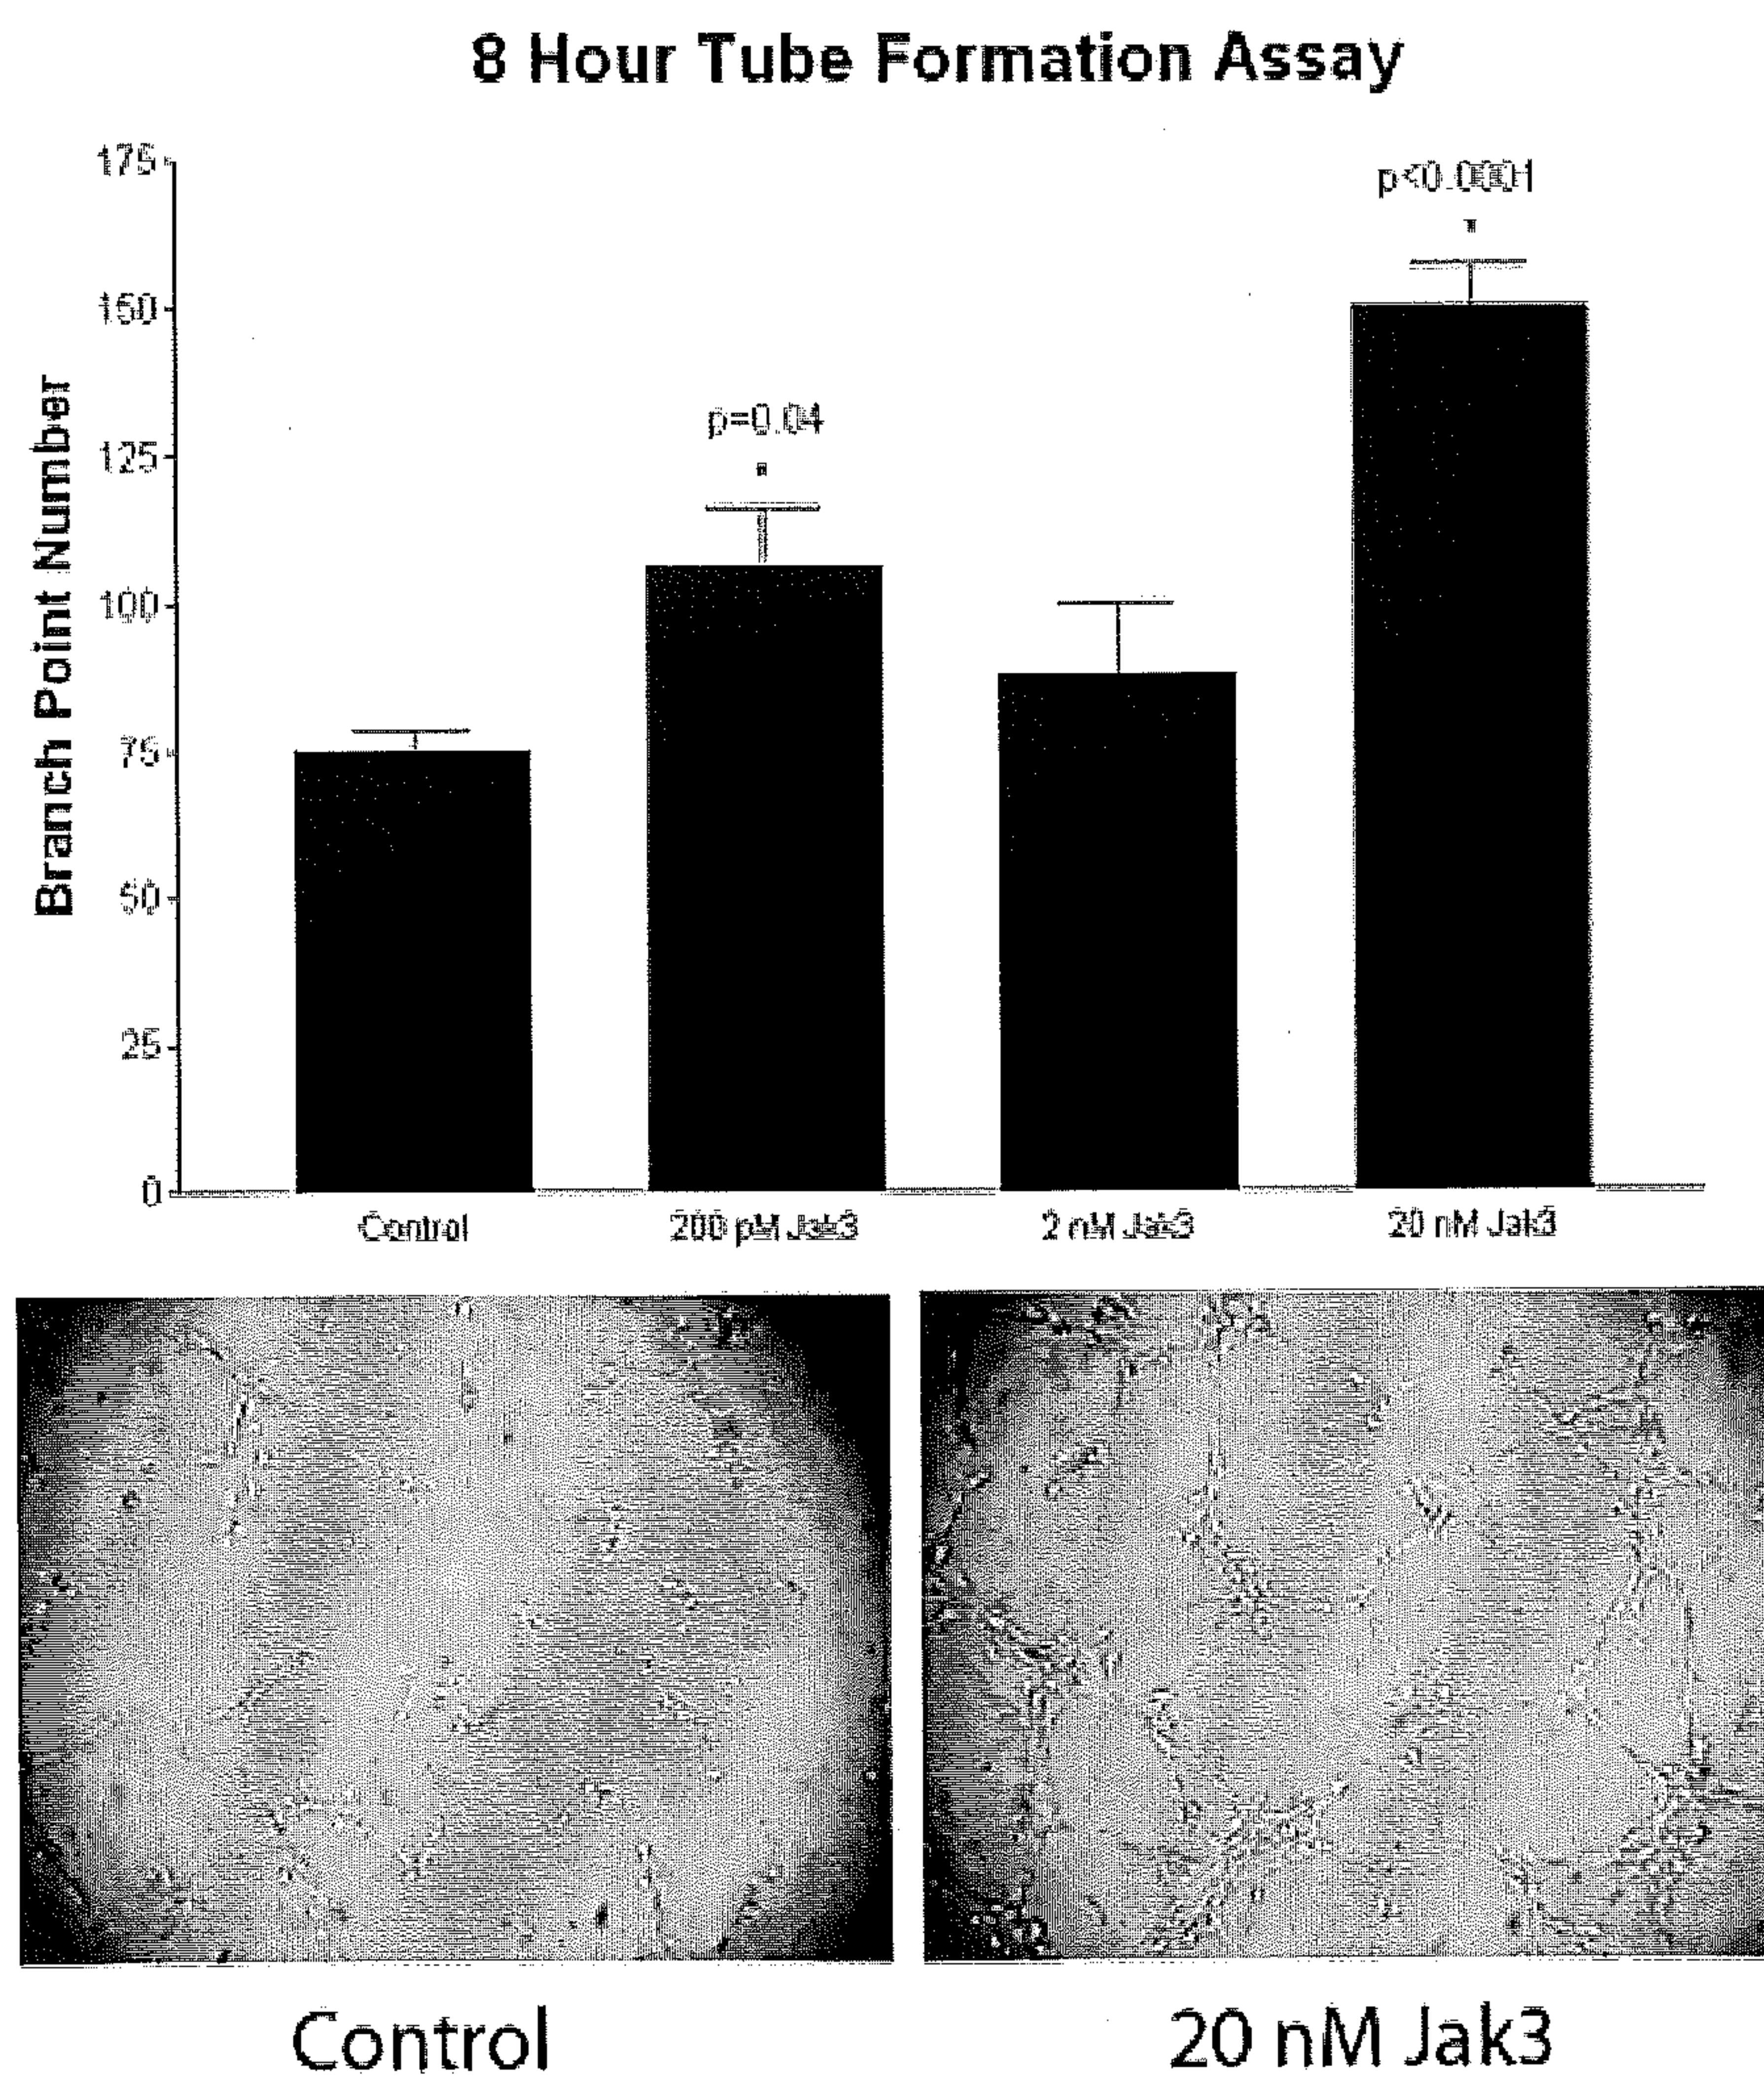 8 Hour Tube Formation Assay
175
150
125
100
75
50
25
0
Branch Point Number
p=0.04
p<0.0001
Control
200 pM Jak3
2 nM Jak3
20 nM Jak3
Control
20 nM Jak3